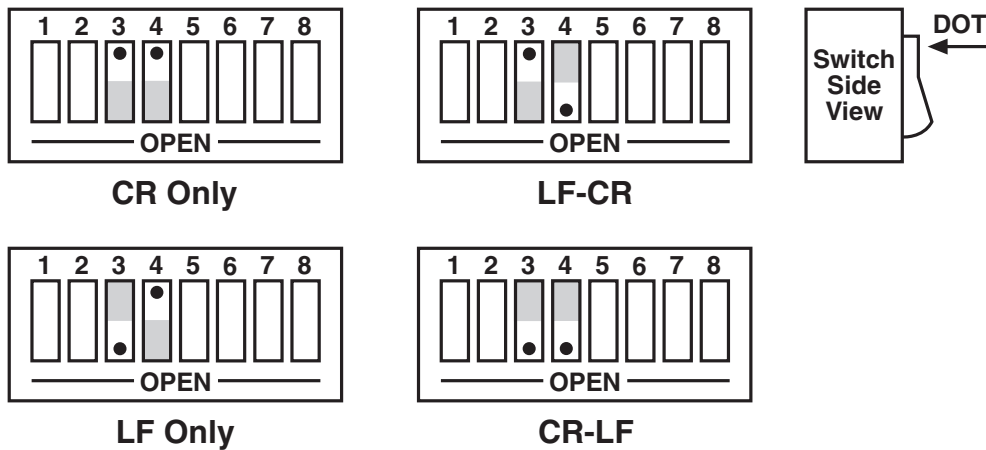 1 2 3 4 5 6 7 8
OPEN
CR Only
1 2 3 4 5 6 7 8
OPEN
LF-CR
Switch
Side
View
DOT
1 2 3 4 5 6 7 8
OPEN
LF Only
1 2 3 4 5 6 7 8
OPEN
CR-LF